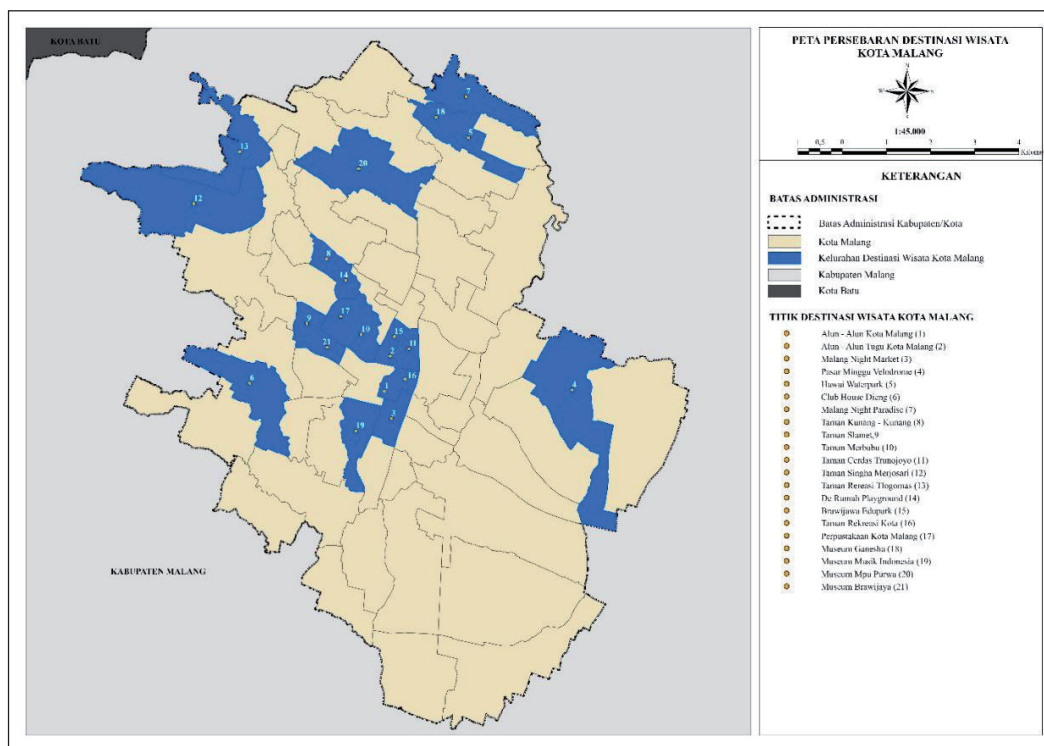 KOTA BATU
KABUPATEN MALANG
7
18
5
13
20
12
8
14
17
9
10
15
11
21
2
16
6
1
4
3
19
PETA PERSEBARAN DESTINASI WISATA
KOTA MALANG
N
W
E
S
1:45.000
1 0,5 0 1 2 3 4
KETERANGAN
BATAS ADMINISTRASI
Batas Administrasi Kabupaten/Kota
Kota Malang
Kelurahan Destinasi Wisata Kota Malang
Kabupaten Malang
Kota Batu
TITIK DESTINASI WISATA KOTA MALANG
Alun - Alun Kota Malang (1)
Alun - Alun Tugu Kota Malang (2)
Malang Night Market (3)
Pasar Minggu Velodrome (4)
Hawai Waterpark (5)
Club House Dieng (6)
Malang Night Paradise (7)
Taman Kunang - Kunang (8)
Taman Slamet,9
Taman Merbabu (10)
Taman Cerdas Trunojoyo (11)
Taman Singha Merjosari (12)
Taman Rereasi Tlogomas (13)
De Rumah Playground (14)
Brawijawa Edupark (15)
Taman Rekreasi Kota (16)
Perpustakaan Kota Malang (17)
Museum Ganesha (18)
Museum Musik Indonesia (19)
Museum Mpu Purwa (20)
Museum Brawijaya (21)